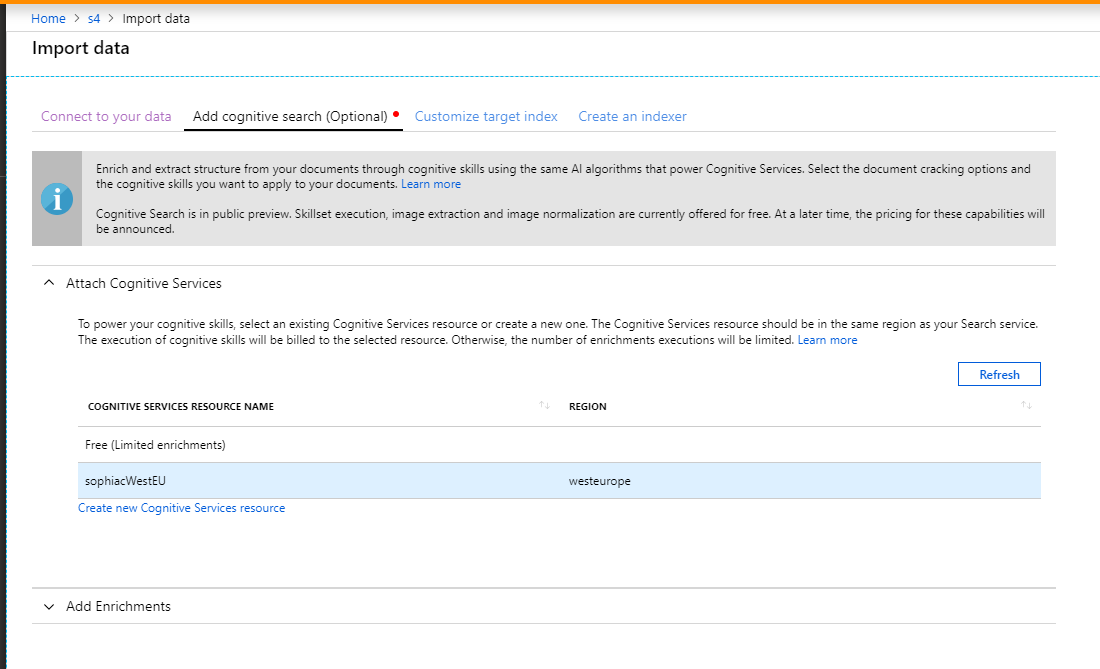 Home > s4 > Import data
Import data
Connect to your data
Add cognitive search (Optional)
Customize target index
Create an indexer
Enrich and extract structure from your documents through cognitive skills using the same AI algorithms that power Cognitive Services. Select the document cracking options and
the cognitive skills you want to apply to your documents. Learn more
Cognitive Search is in public preview. Skillset execution, image extraction and image normalization are currently offered for free. At a later time, the pricing for these capabilities will
be announced.
Attach Cognitive Services
To power your cognitive skills, select an existing Cognitive Services resource or create a new one. The Cognitive Services resource should be in the same region as your Search service.
The execution of cognitive skills will be billed to the selected resource. Otherwise, the number of enrichments executions will be limited. Learn more
Refresh
COGNITIVE SERVICES RESOURCE NAME
REGION
Free (Limited enrichments)
sophiacWestEU
westeurope
Create new Cognitive Services resource
Add Enrichments